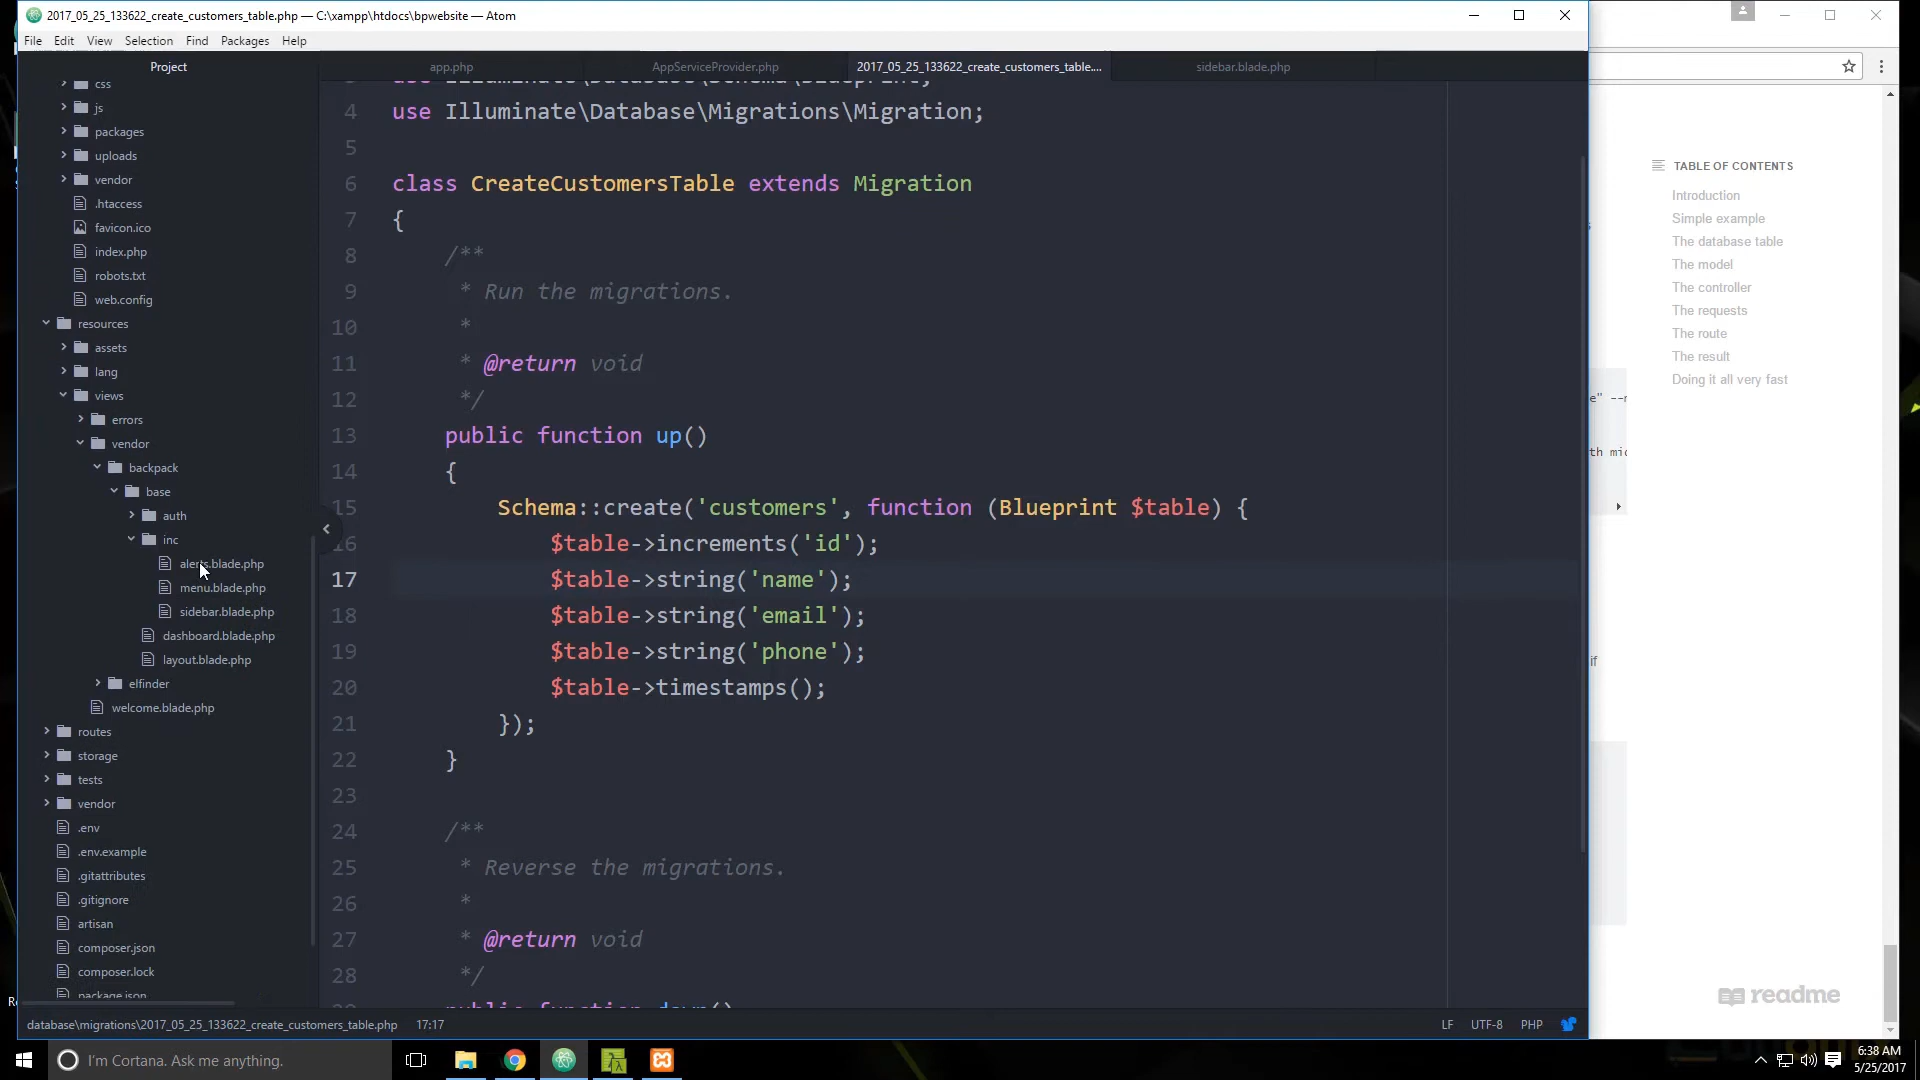 2017_05_25_133622_create_customers_table.php — C:\xampp\htdocs\bpwebsite — Atom
File Edit View Selection Find Packages Help
Project
app.php
AppServiceProvider.php
2017_05_25_133622_create_customers_table....
sidebar.blade.php
css
js
packages
uploads
vendor
.htaccess
favicon.ico
index.php
robots.txt
web.config
resources
assets
lang
views
errors
vendor
backpack
base
auth
inc
alerts.blade.php
menu.blade.php
sidebar.blade.php
dashboard.blade.php
layout.blade.php
elfinder
welcome.blade.php
routes
storage
tests
vendor
.env
.env.example
.gitattributes
.gitignore
artisan
composer.json
composer.lock
package.json
4 use Illuminate\Database\Migrations\Migration;
5
6 class CreateCustomersTable extends Migration
7 {
8 /**
9 * Run the migrations.
10 *
11 * @return void
12 */
13 public function up()
14 {
15 Schema::create('customers', function (Blueprint $table) {
16 $table->increments('id');
17 $table->string('name');
18 $table->string('email');
19 $table->string('phone');
20 $table->timestamps();
21 });
22 }
23
24 /**
25 * Reverse the migrations.
26 *
27 * @return void
28 */
public function down()
database\migrations\2017_05_25_133622_create_customers_table.php 17:17
LF UTF-8 PHP
TABLE OF CONTENTS
Introduction
Simple example
The database table
The model
The controller
The requests
The route
The result
Doing it all very fast
if
readme
I'm Cortana. Ask me anything.
6:38 AM
5/25/2017